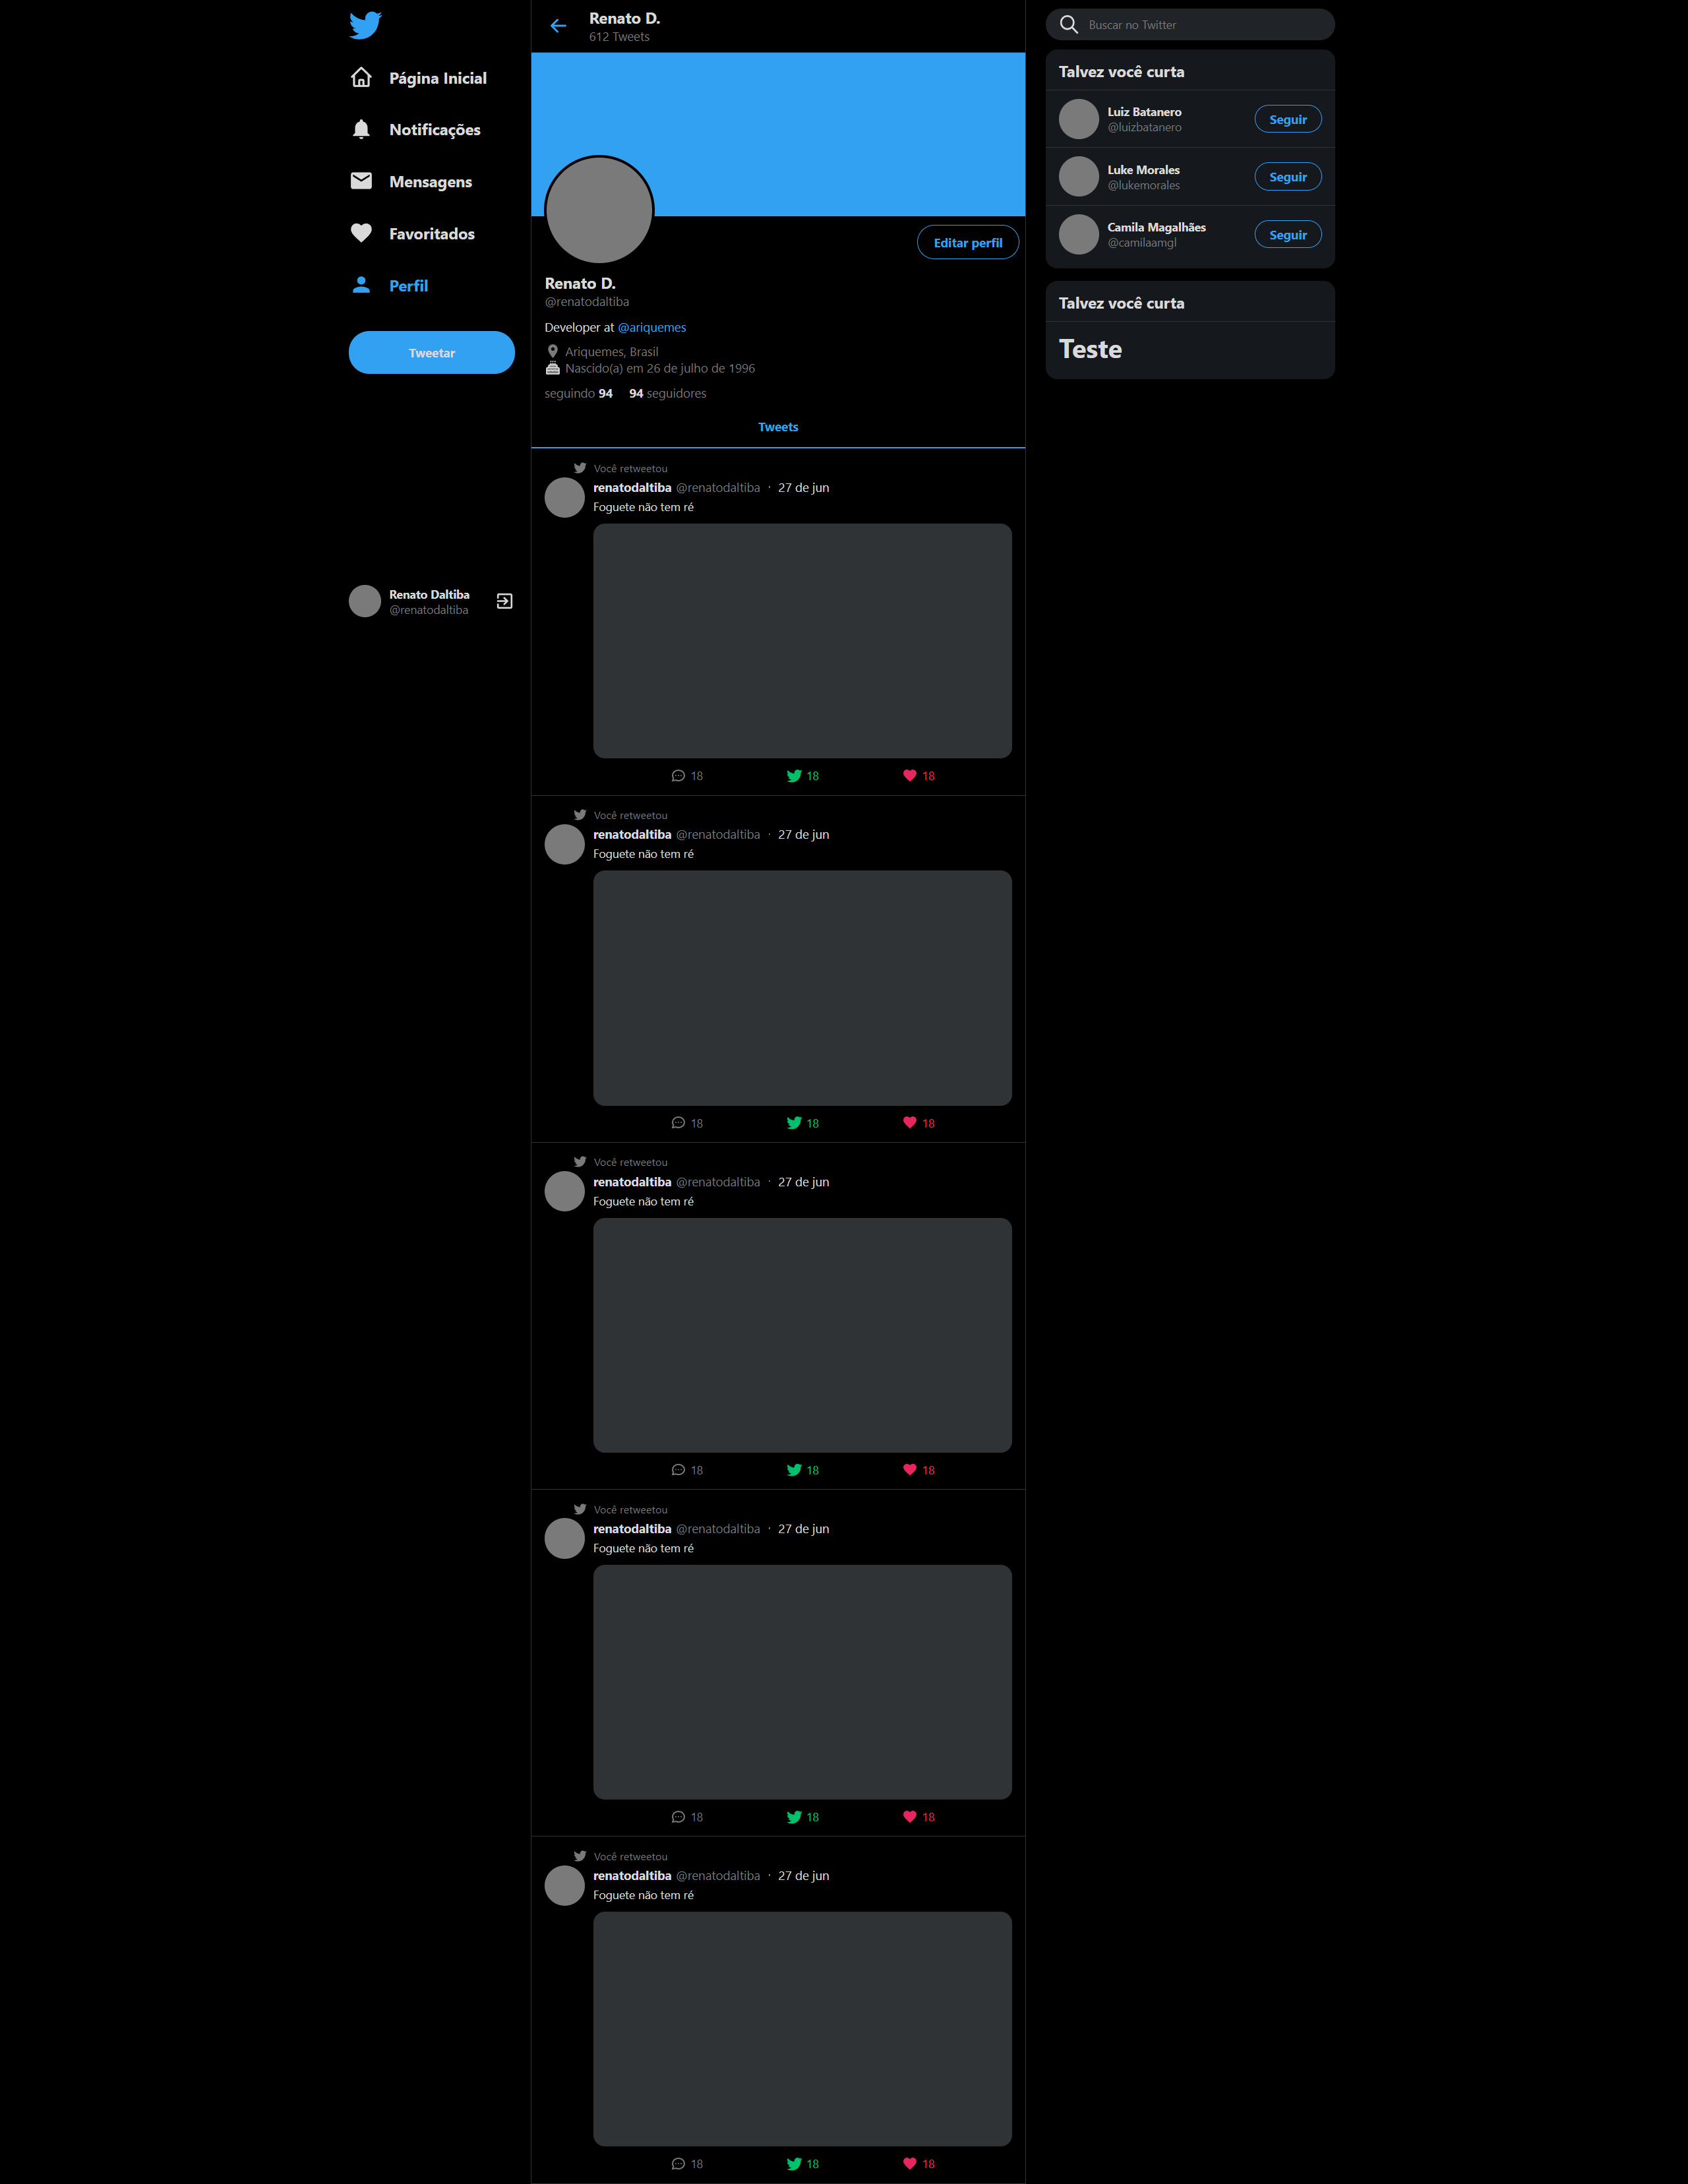 Página Inicial
Notificações
Mensagens
Favoritados
Perfil
Tweetar
Renato Daltiba
@renatodaltiba
Renato D.
612 Tweets
Editar perfil
Renato D.
@renatodaltiba
Developer at @ariquemes
Ariquemes, Brasil
Nascido(a) em 26 de julho de 1996
seguindo 94 94 seguidores
Tweets
Você retweetou
renatodaltiba @renatodaltiba · 27 de jun
Foguete não tem ré
18 18 18
Você retweetou
renatodaltiba @renatodaltiba · 27 de jun
Foguete não tem ré
18 18 18
Você retweetou
renatodaltiba @renatodaltiba · 27 de jun
Foguete não tem ré
18 18 18
Você retweetou
renatodaltiba @renatodaltiba · 27 de jun
Foguete não tem ré
18 18 18
Você retweetou
renatodaltiba @renatodaltiba · 27 de jun
Foguete não tem ré
18 18 18
Buscar no Twitter
Talvez você curta
Luiz Batanero
@luizbatanero
Seguir
Luke Morales
@lukemorales
Seguir
Camila Magalhães
@camilaamgl
Seguir
Talvez você curta
Teste